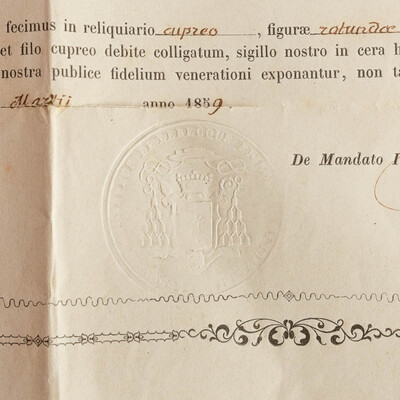 fecimus in reliquiario cupreo, figuræ rotundæ
et filo cupreo debite colligatum, sigillo nostro in cera h
nostra publice fidelium venerationi exponantur, non ta
Martii anno 1859.
De Mandato I